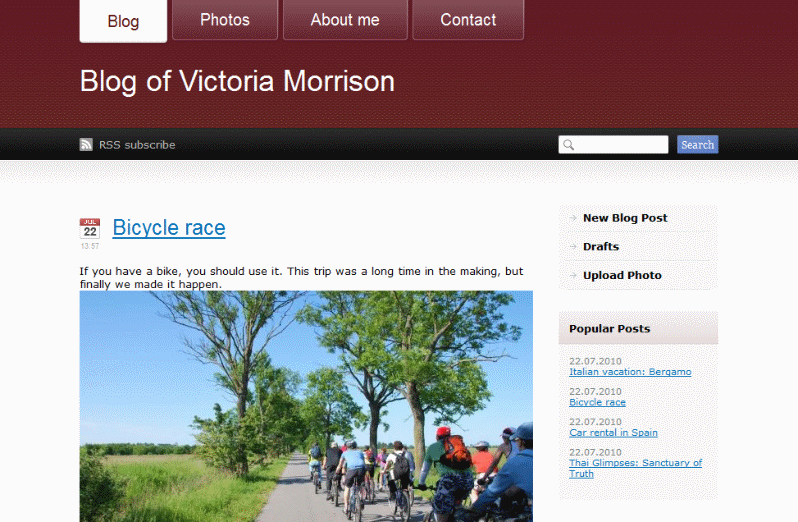 Blog
Photos
About me
Contact
Blog of Victoria Morrison
RSS subscribe
Search
JUL
22
13:57
Bicycle race
If you have a bike, you should use it. This trip was a long time in the making, but
finally we made it happen.
New Blog Post
Drafts
Upload Photo
Popular Posts
22.07.2010
Italian vacation: Bergamo
22.07.2010
Bicycle race
22.07.2010
Car rental in Spain
22.07.2010
Thai Glimpses: Sanctuary of
Truth